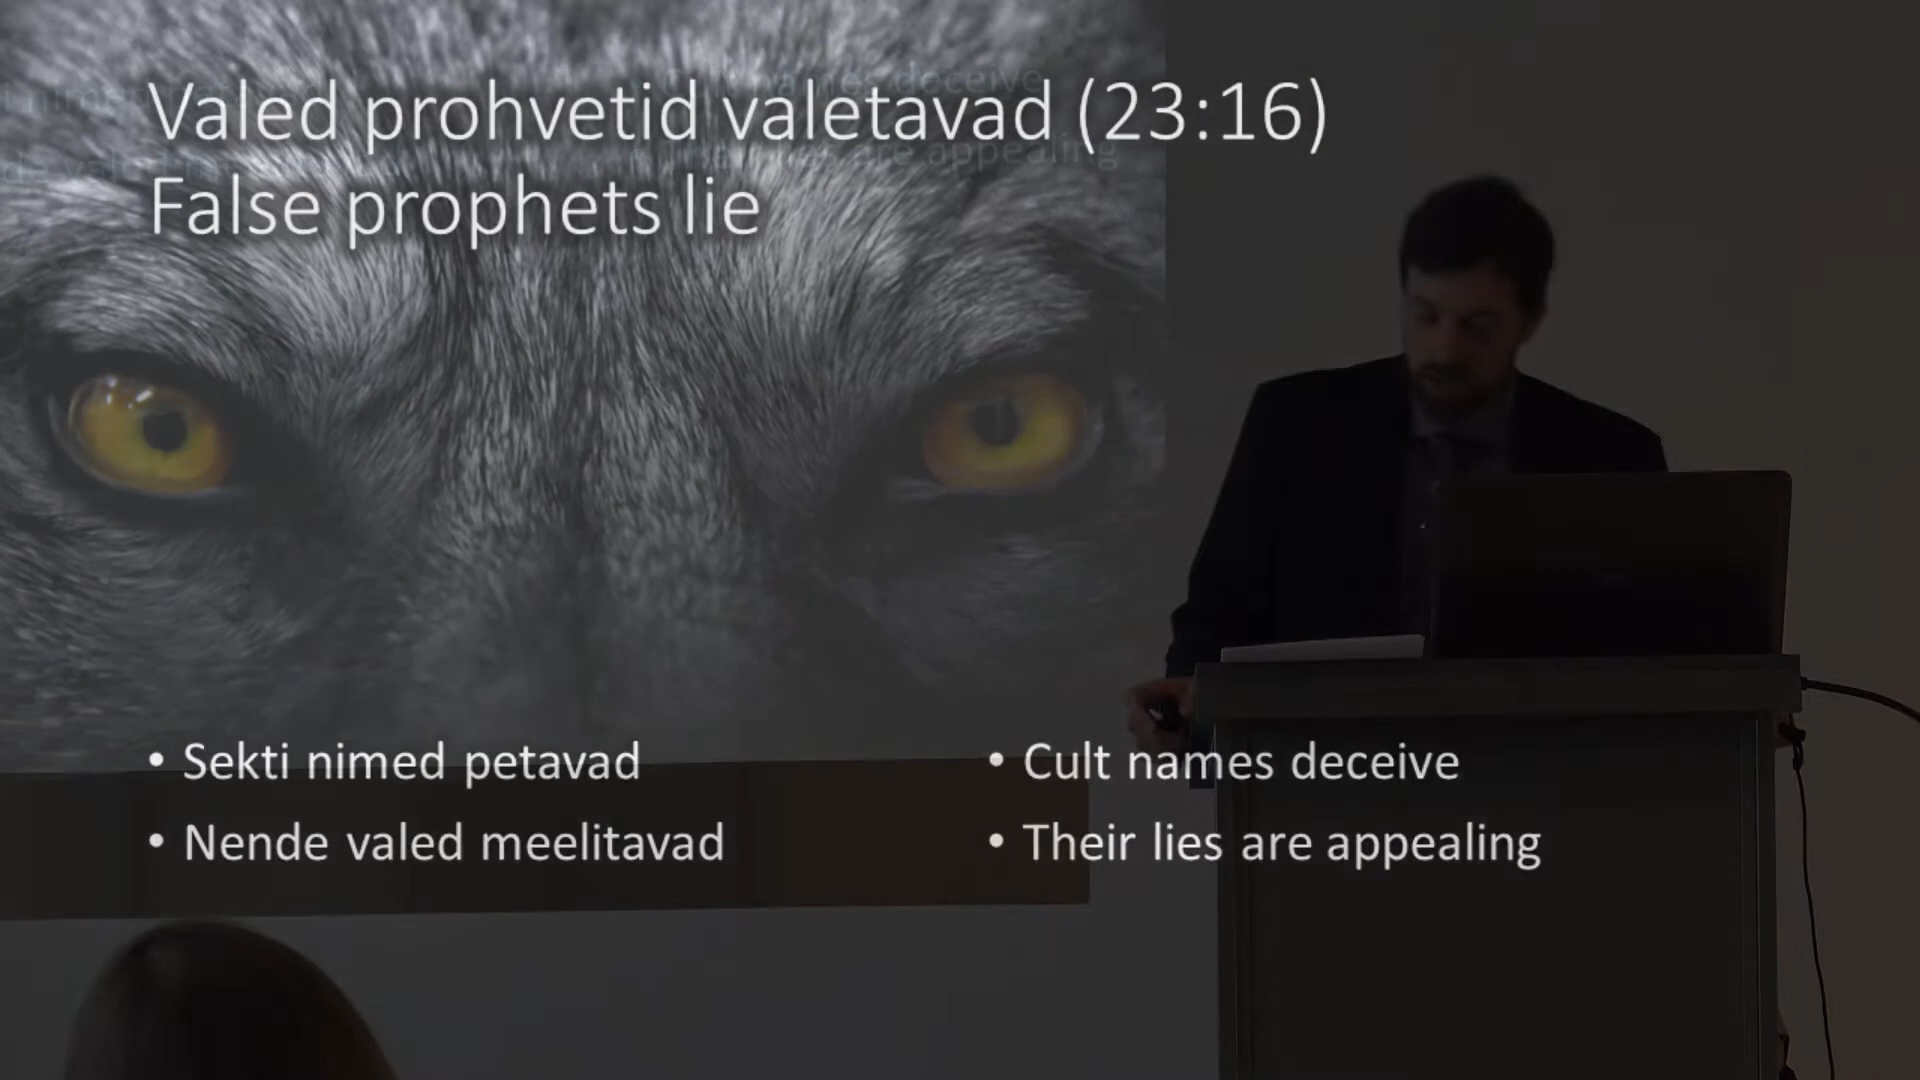 Valed prohvetid valetavad (23:16)
False prophets lie
• Sekti nimed petavad
• Nende valed meelitavad
• Cult names deceive
• Their lies are appealing